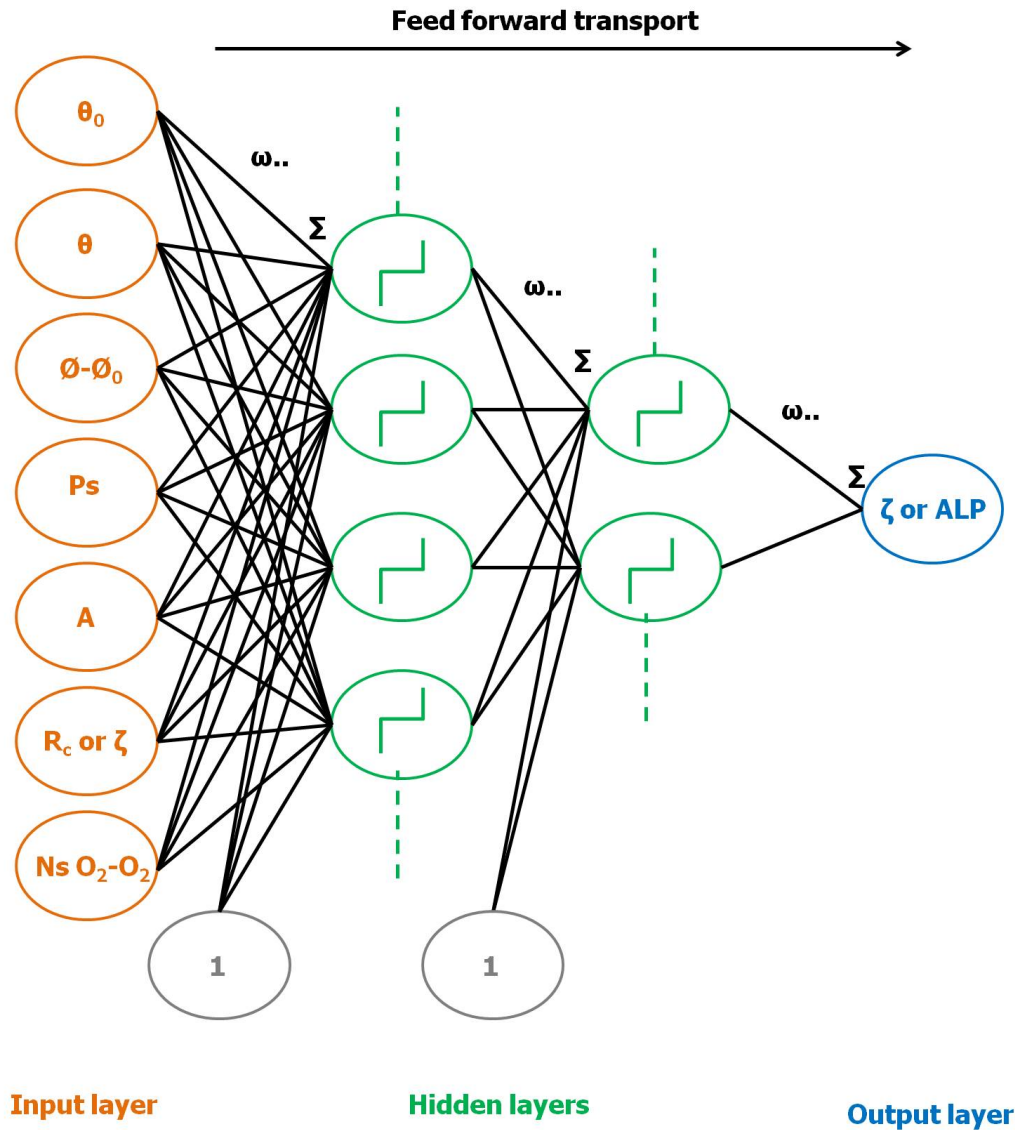 Feed forward transport
θ₀
ω..
Σ
θ
ω..
Ø-Ø₀
Σ
ω..
Ps
Σ
ζ or ALP
A
R꜀ or ζ
Ns O₂-O₂
1
1
Input layer
Hidden layers
Output layer